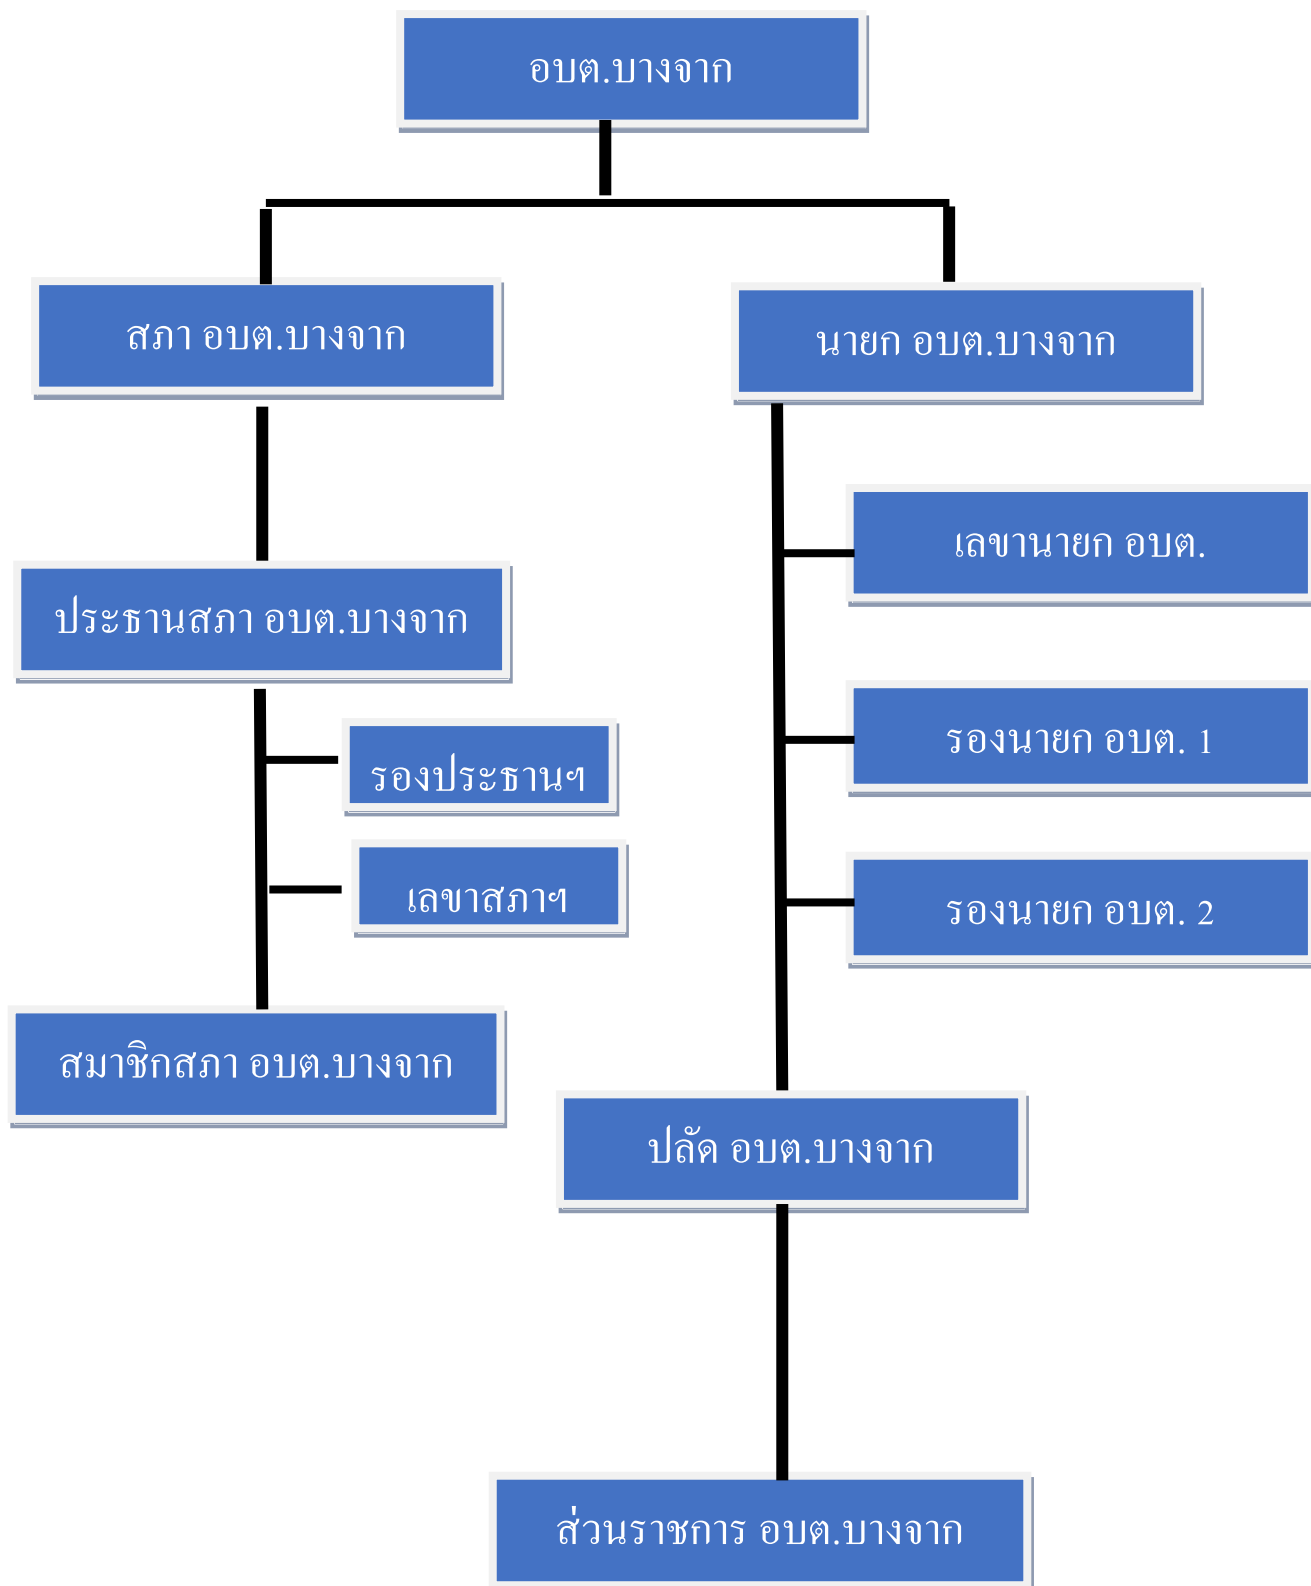 อบต.บางจาก
สภา อบต.บางจาก
นายก อบต.บางจาก
เลขานายก อบต.
ประธานสภา อบต.บางจาก
รองนายก อบต. 1
รองประธานฯ
เลขาสภาฯ
รองนายก อบต. 2
สมาชิกสภา อบต.บางจาก
ปลัด อบต.บางจาก
ส่วนราชการ อบต.บางจาก